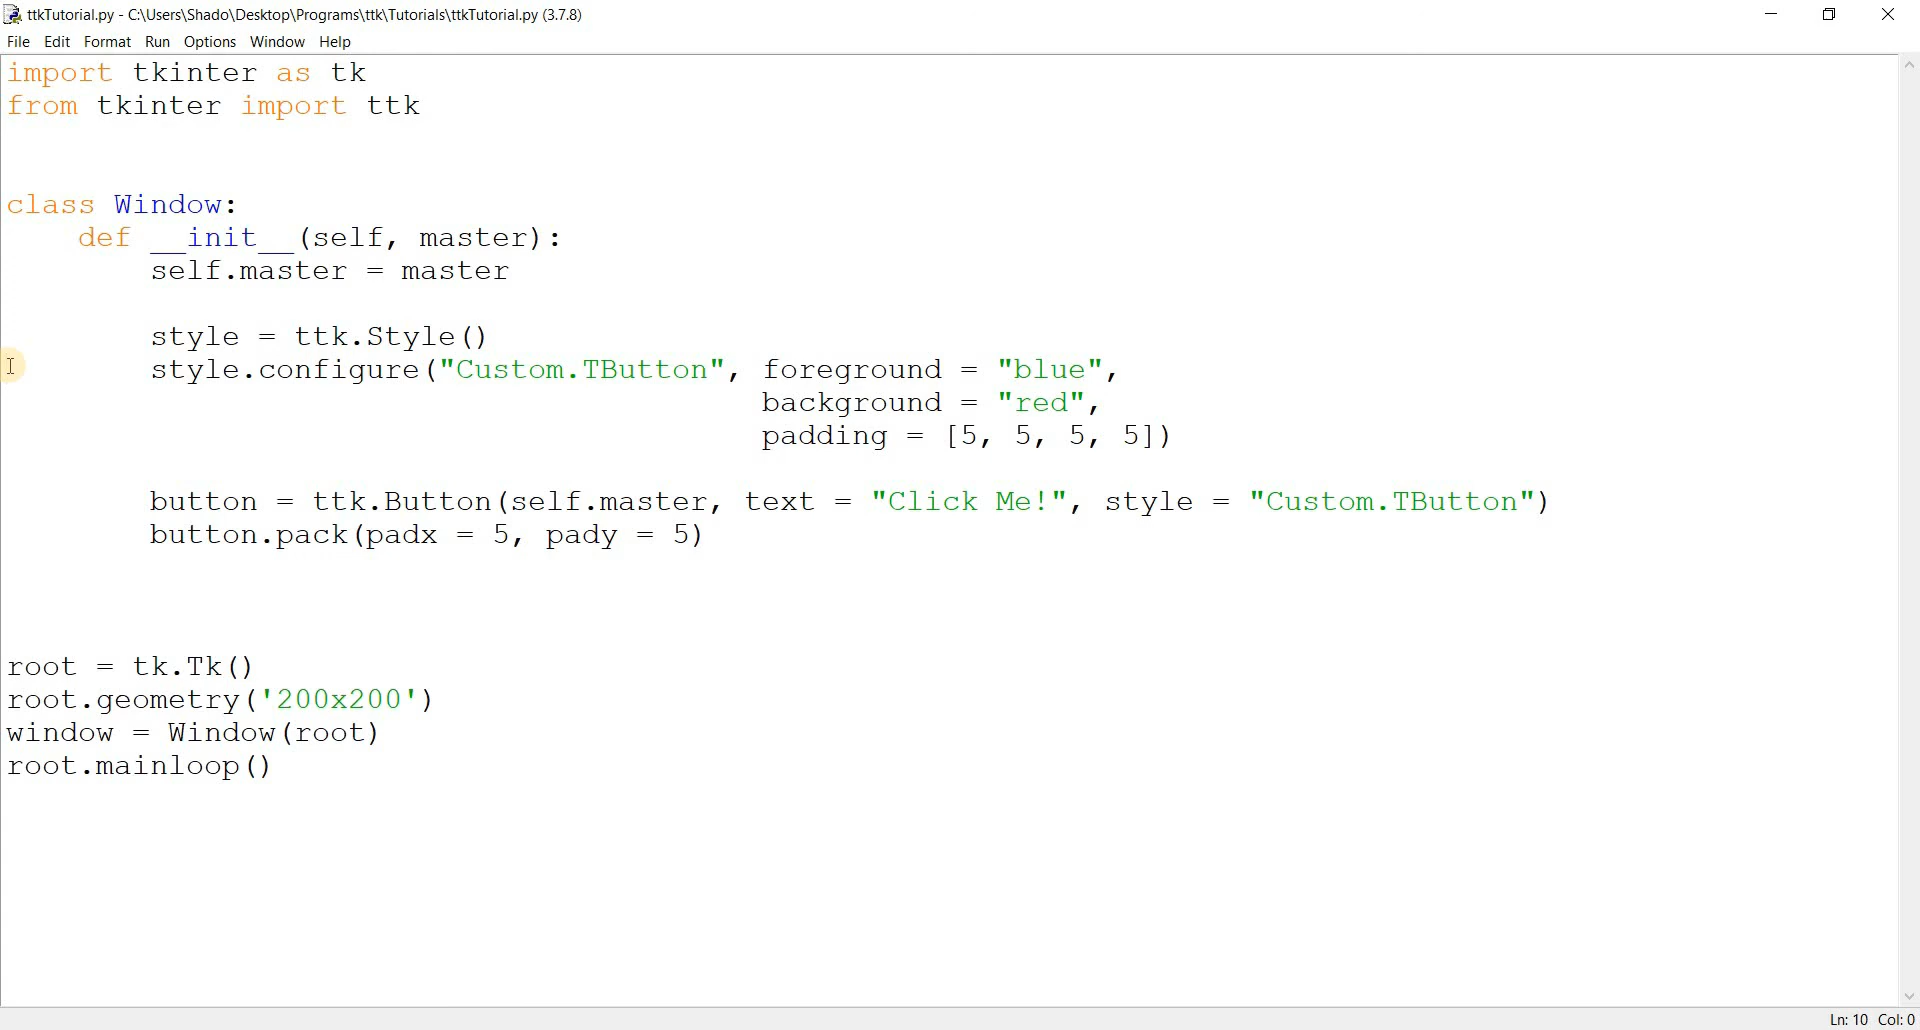 ttkTutorial.py - C:\Users\Shado\Desktop\Programs\ttk\Tutorials\ttkTutorial.py (3.7.8)
File Edit Format Run Options Window Help
import tkinter as tk
from tkinter import ttk
class Window:
    def __init__(self, master):
        self.master = master
        style = ttk.Style()
        style.configure("Custom.TButton", foreground = "blue",
                                          background = "red",
                                          padding = [5, 5, 5, 5])
        button = ttk.Button(self.master, text = "Click Me!", style = "Custom.TButton")
        button.pack(padx = 5, pady = 5)
root = tk.Tk()
root.geometry('200x200')
window = Window(root)
root.mainloop()
Ln: 10 Col: 0